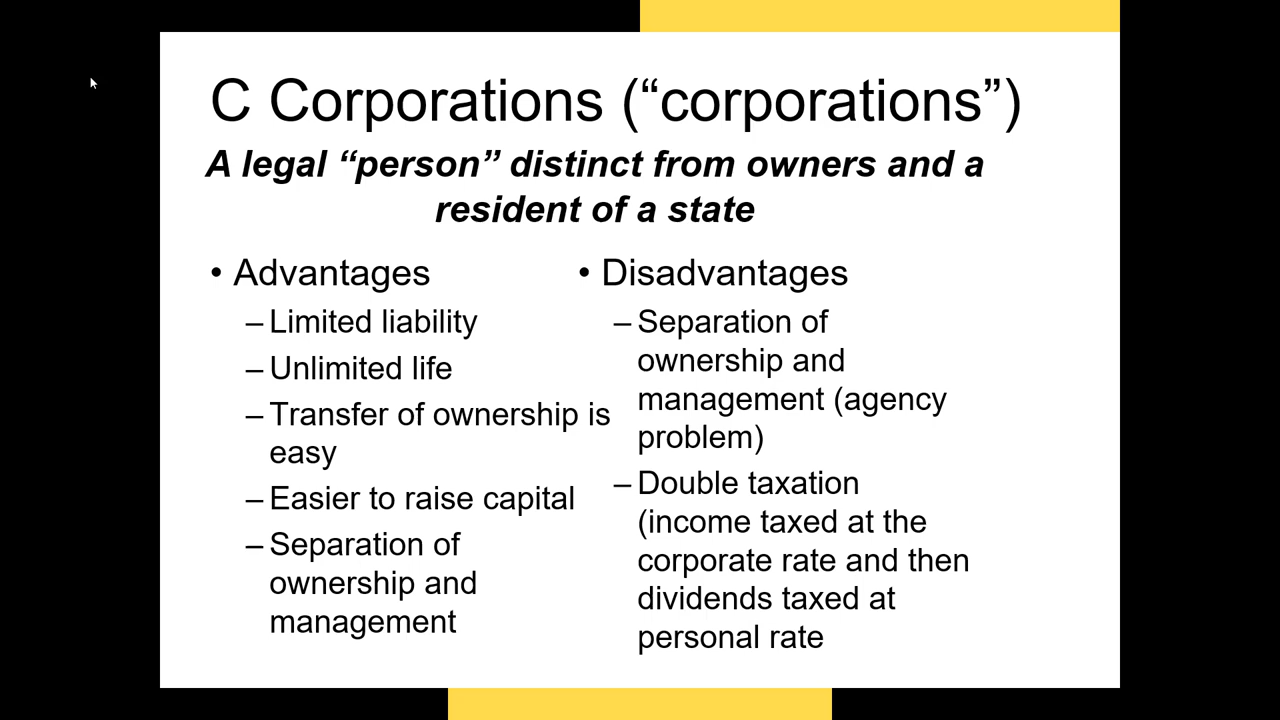 C Corporations (“corporations”)
A legal “person” distinct from owners and a
resident of a state
• Advantages
– Limited liability
– Unlimited life
– Transfer of ownership is
easy
– Easier to raise capital
– Separation of
ownership and
management
• Disadvantages
– Separation of
ownership and
management (agency
problem)
– Double taxation
(income taxed at the
corporate rate and then
dividends taxed at
personal rate